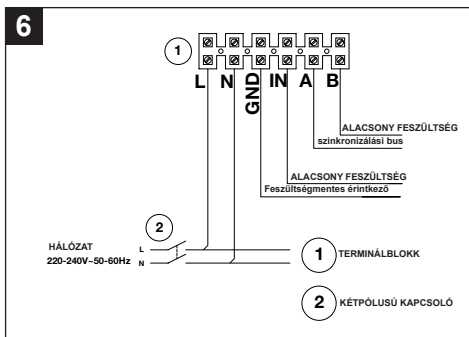 6
1
L N GND IN A B
ALACSONY FESZÜLTSÉG
szinkronizálási bus
ALACSONY FESZÜLTSÉG
Feszültségmentes érintkező
2
HÁLÓZAT
220-240V~50-60Hz
L
N
1 TERMINÁLBLOKK
2 KÉTPÓLUSÚ KAPCSOLÓ